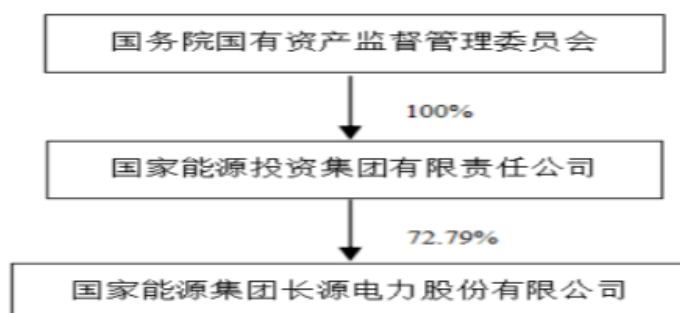 国务院国有资产监督管理委员会
100%
国家能源投资集团有限责任公司
72.79%
国家能源集团长源电力股份有限公司